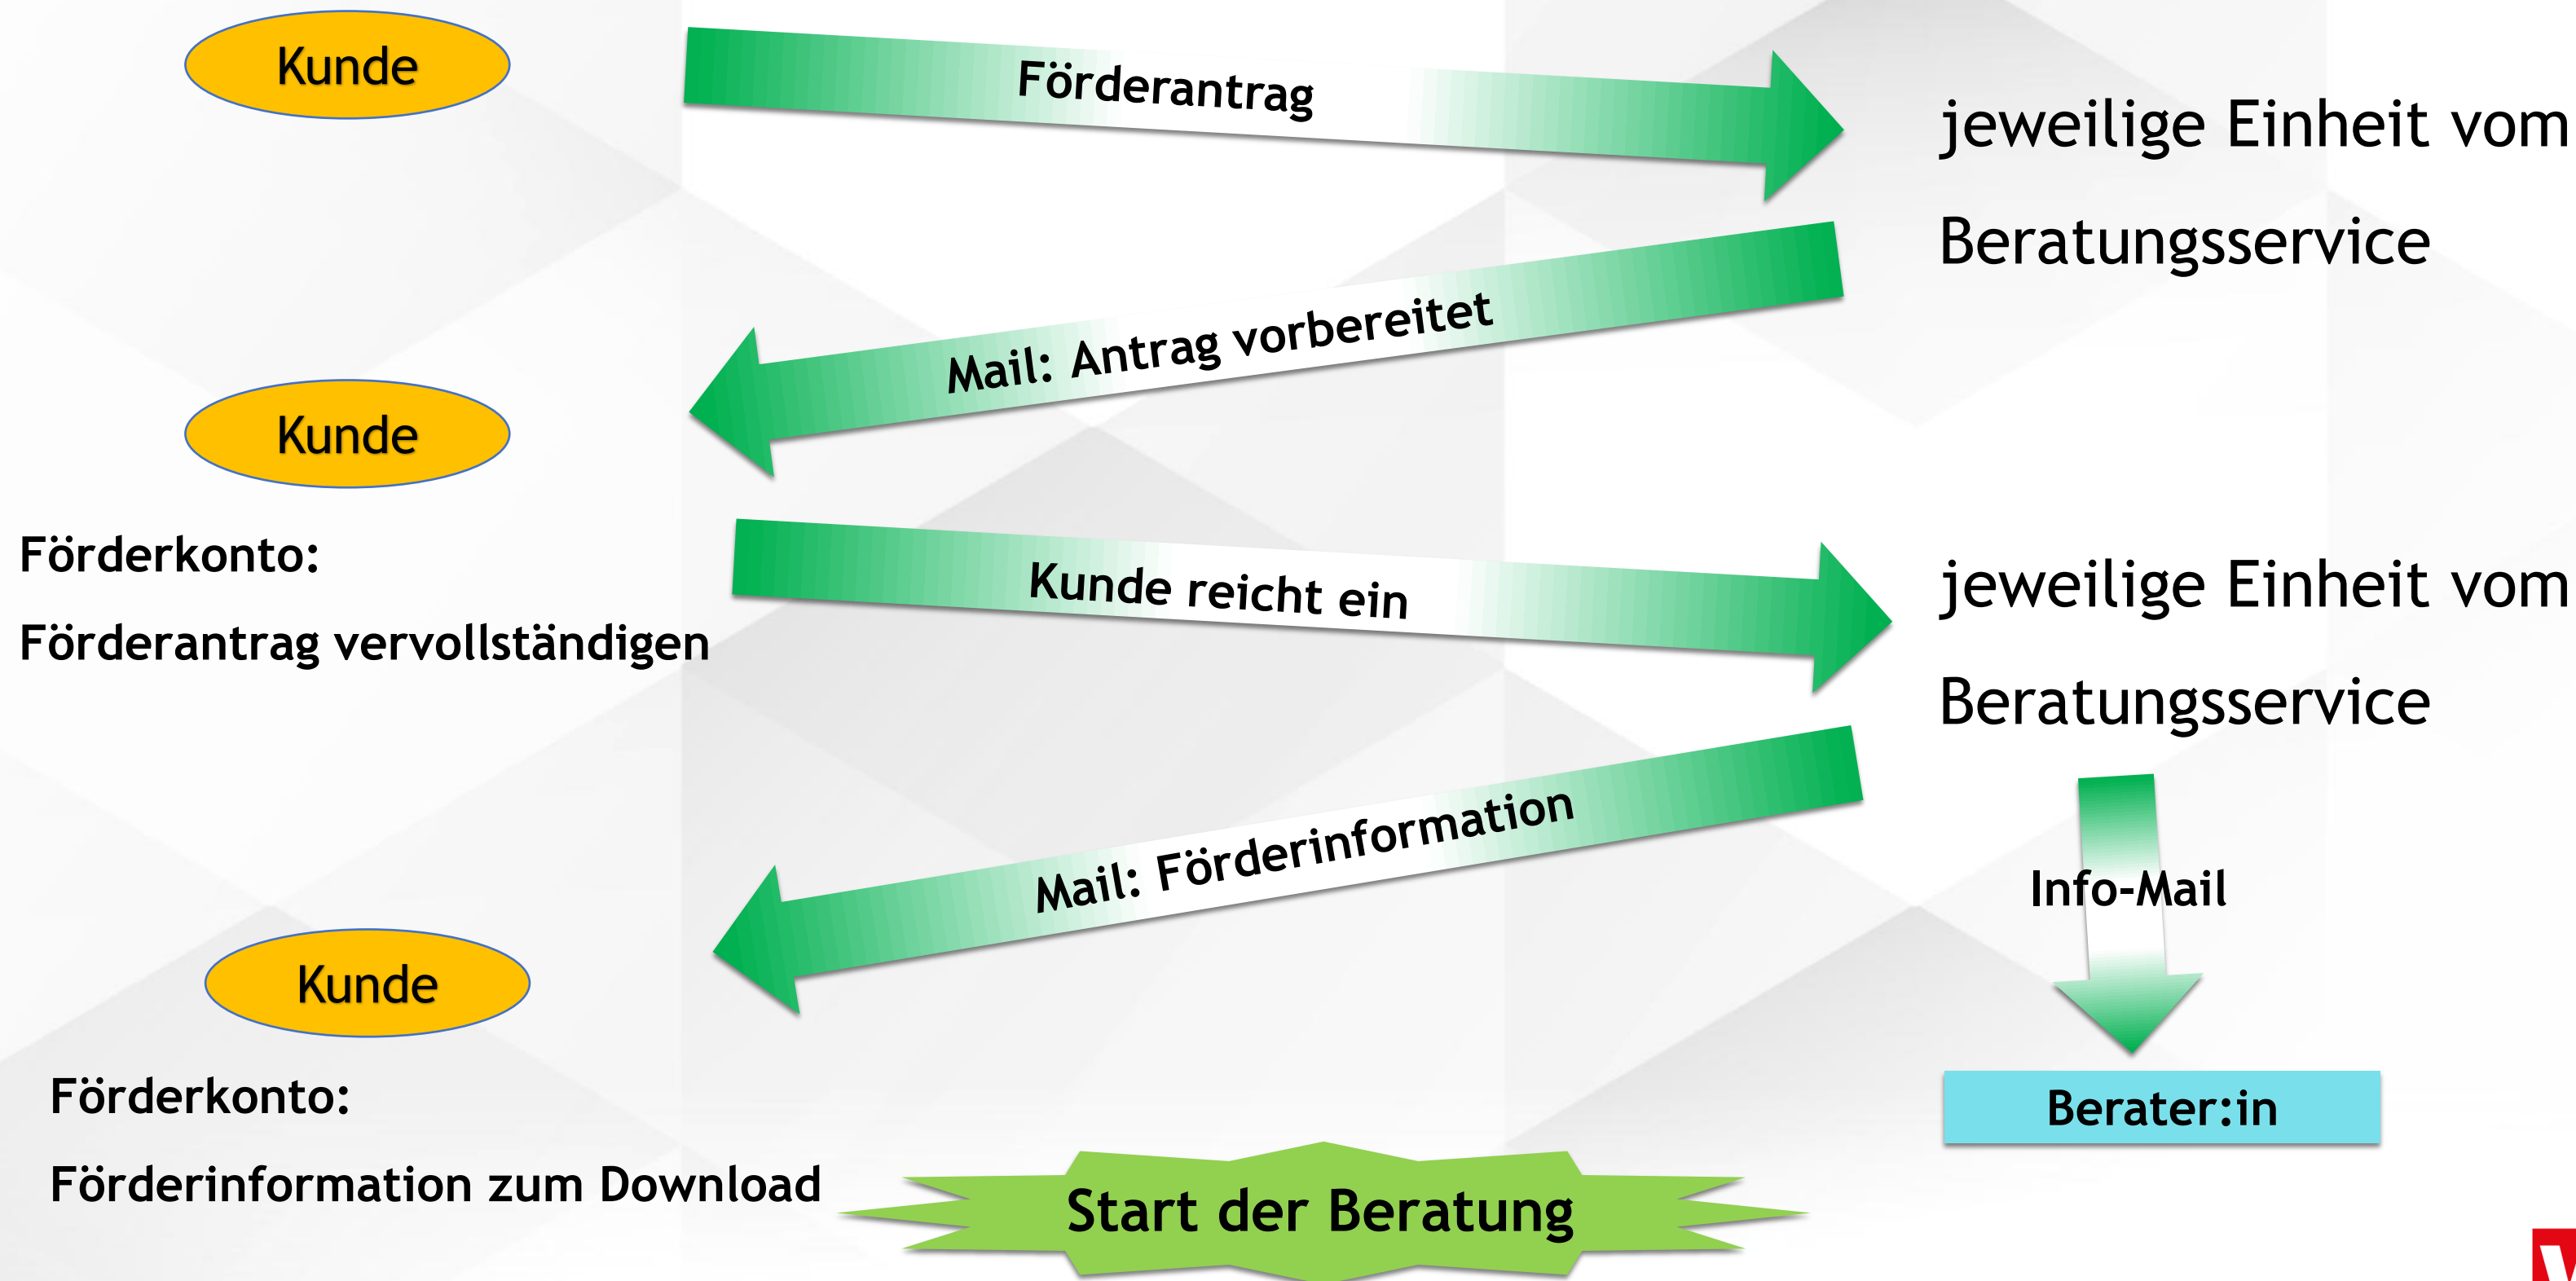 Kunde
Förderantrag
jeweilige Einheit vom
Beratungsservice
Mail: Antrag vorbereitet
Kunde
Förderkonto:
Förderantrag vervollständigen
Kunde reicht ein
jeweilige Einheit vom
Beratungsservice
Mail: Förderinformation
Info-Mail
Kunde
Förderkonto:
Förderinformation zum Download
Berater:in
Start der Beratung